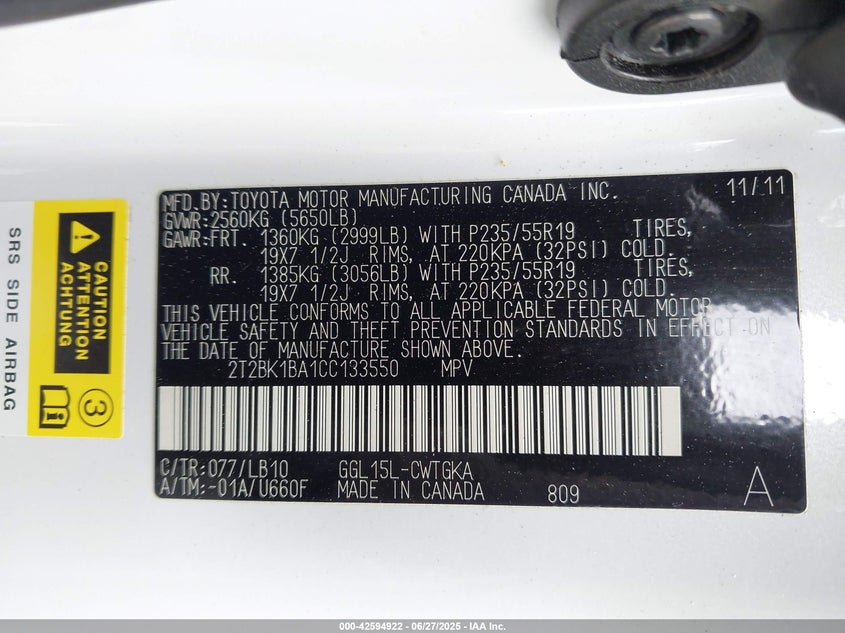 MFD.BY:TOYOTA MOTOR MANUFACTURING CANADA INC. 11/11
GVWR:2560KG (5650LB)
GAWR:FRT. 1360KG (2999LB) WITH P235/55R19 TIRES,
19X7 1/2J RIMS, AT 220KPA (32PSI) COLD.
RR. 1385KG (3056LB) WITH P235/55R19 TIRES,
19X7 1/2J RIMS, AT 220KPA (32PSI) COLD.
THIS VEHICLE CONFORMS TO ALL APPLICABLE FEDERAL MOTOR
VEHICLE SAFETY AND THEFT PREVENTION STANDARDS IN EFFECT ON
THE DATE OF MANUFACTURE SHOWN ABOVE.
2T2BK1BA1CC133550 MPV
C/TR:077/LB10 GGL15L-CWTGKA
A/TM:-01A/U660F MADE IN CANADA 809 A
SRS SIDE AIRBAG
CAUTION
ATTENTION
ACHTUNG
3
000-42594922 - 06/27/2025 - IAA Inc.